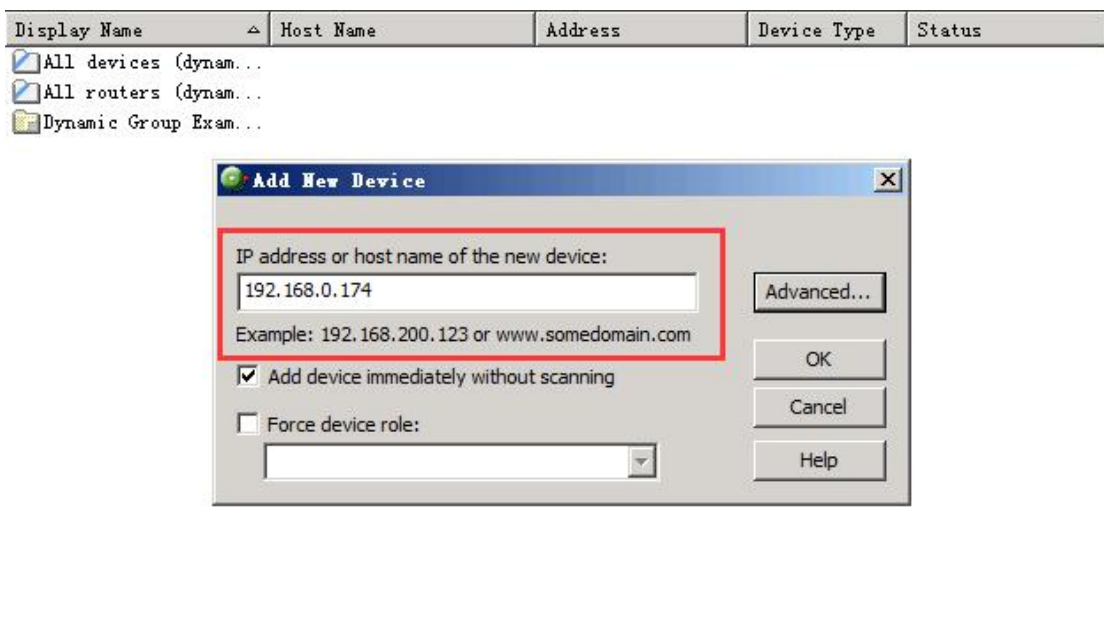 Display Name Host Name Address Device Type Status
All devices (dynam...
All routers (dynam...
Dynamic Group Exam...
Add New Device
IP address or host name of the new device:
192.168.0.174
Advanced...
Example: 192.168.200.123 or www.somedomain.com
OK
Add device immediately without scanning
Cancel
Force device role:
Help